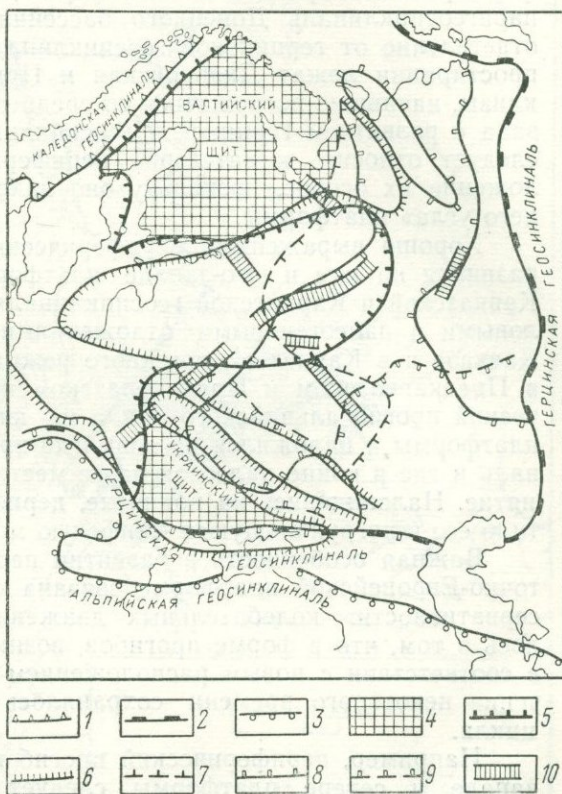 КАЛЕДОНСКАЯ
ГЕОСИНКЛИНАЛЬ
БАЛТИЙСКИЙ
ЩИТ
ГЕРЦИНСКАЯ ГЕОСИНКЛИНАЛЬ
УКРАИНСКИЙ
ЩИТ
ГЕОСИНКЛИНАЛЬ
АЛЬПИЙСКАЯ ГЕОСИНКЛИНАЛЬ
1 2 3 4 5
6 7 8 9 10